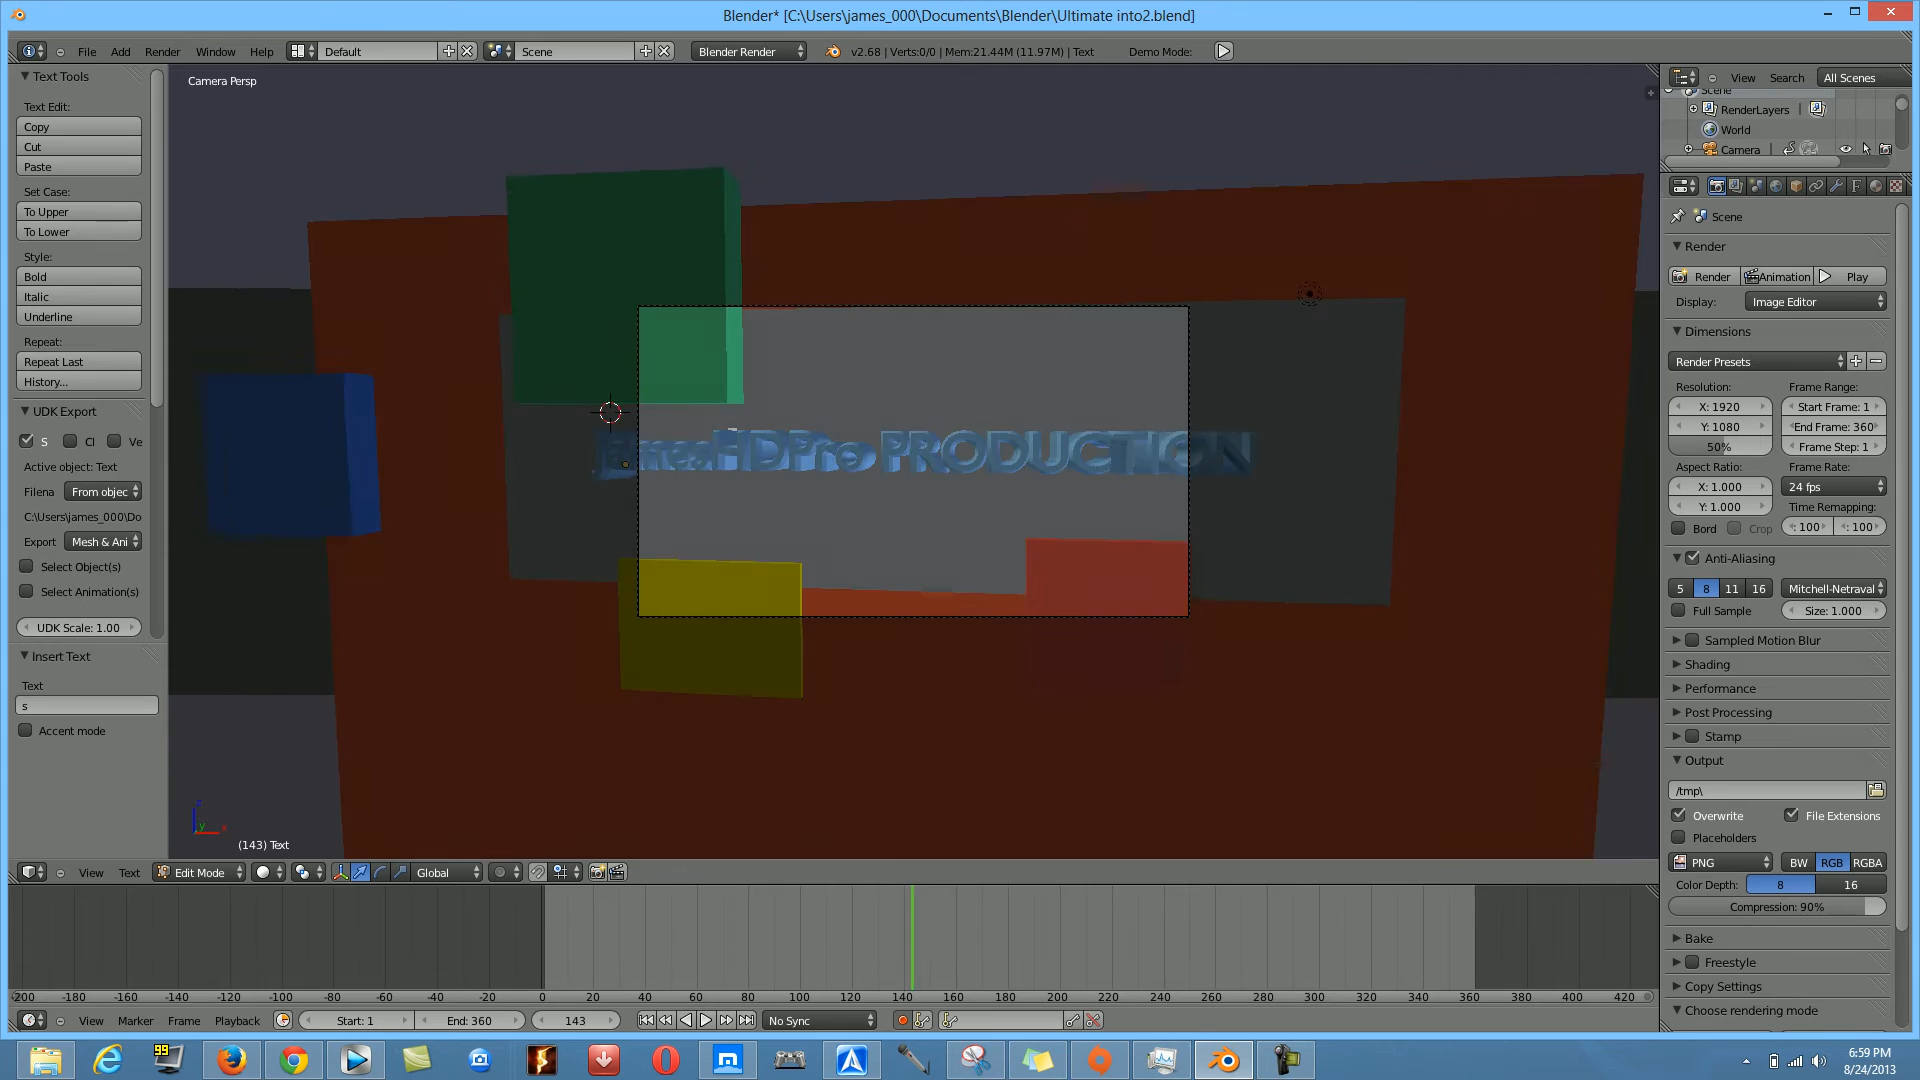 Blender* [C:\Users\james_000\Documents\Blender\Ultimate into2.blend]
File Add Render Window Help Default Scene Blender Render v2.68 | Verts:0/0 | Mem:21.44M (11.97M) | Text Demo Mode:
Text Tools
Text Edit:
Copy
Cut
Paste
Set Case:
To Upper
To Lower
Style:
Bold
Italic
Underline
Repeat:
Repeat Last
History...
UDK Export
S Cl Ve
Active object: Text
Filena From objec
C:\Users\james_000\Do
Export Mesh & Ani
Select Object(s)
Select Animation(s)
UDK Scale: 1.00
Insert Text
Text
s
Accent mode
Camera Persp
JamesHDPro PRODUCTION
z
y x
(143) Text
View Text Edit Mode Global
-200 -180 -160 -140 -120 -100 -80 -60 -40 -20 0 20 40 60 80 100 120 140 160 180 200 220 240 260 280 300 320 340 360 380 400 420
View Marker Frame Playback Start: 1 End: 360 143 No Sync
View Search All Scenes
Scene
RenderLayers
World
Camera
Scene
Render
Render Animation Play
Display: Image Editor
Dimensions
Render Presets
Resolution: Frame Range:
X: 1920 Start Frame: 1
Y: 1080 End Frame: 360
50% Frame Step: 1
Aspect Ratio: Frame Rate:
X: 1.000 24 fps
Y: 1.000 Time Remapping:
Bord Crop : 100 : 100
Anti-Aliasing
5 8 11 16 Mitchell-Netraval
Full Sample Size: 1.000
Sampled Motion Blur
Shading
Performance
Post Processing
Stamp
Output
/tmp\
Overwrite File Extensions
Placeholders
PNG BW RGB RGBA
Color Depth: 8 16
Compression: 90%
Bake
Freestyle
Copy Settings
Choose rendering mode
99
6:59 PM
8/24/2013